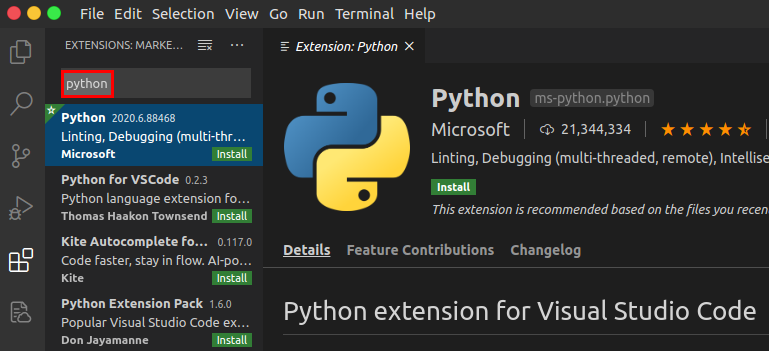 File Edit Selection View Go Run Terminal Help
EXTENSIONS: MARKE...
python
Python 2020.6.88468
Linting, Debugging (multi-thr...
Microsoft Install
Python for VSCode 0.2.3
Python language extension fo...
Thomas Haakon Townsend Install
Kite Autocomplete fo... 0.117.0
Code faster, stay in flow. AI-po...
Kite Install
Python Extension Pack 1.6.0
Popular Visual Studio Code ex...
Don Jayamanne Install
Extension: Python
Python ms-python.python
Microsoft 21,344,334
Linting, Debugging (multi-threaded, remote), Intellise
Install
This extension is recommended based on the files you recen
Details Feature Contributions Changelog
Python extension for Visual Studio Code